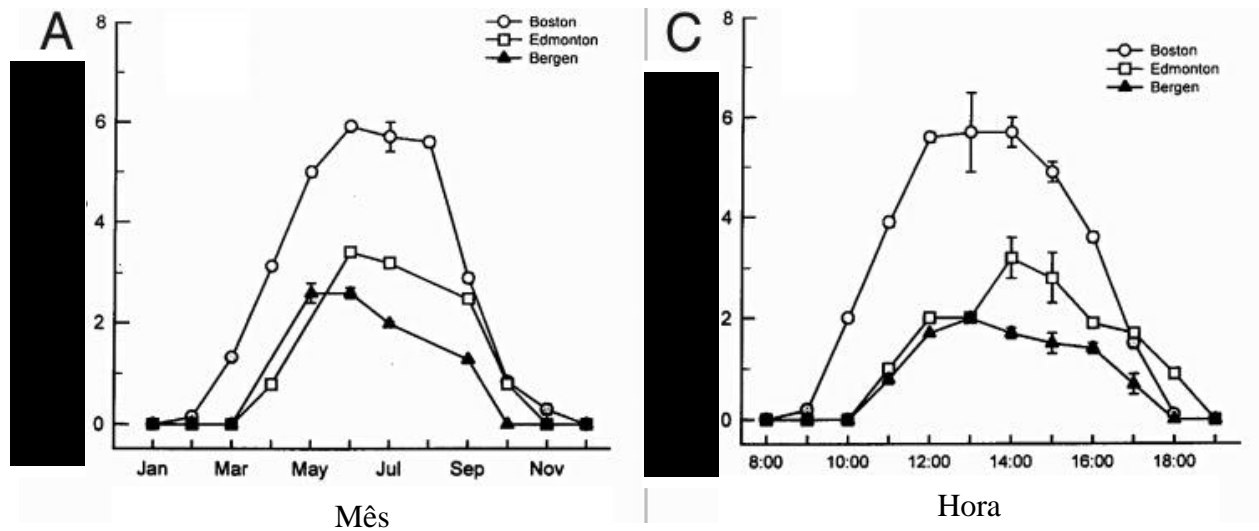 A
8
6
4
2
0
Boston
Edmonton
Bergen
Jan
Mar
May
Jul
Sep
Nov
Mês
C
8
6
4
2
0
Boston
Edmonton
Bergen
8:00
10:00
12:00
14:00
16:00
18:00
Hora